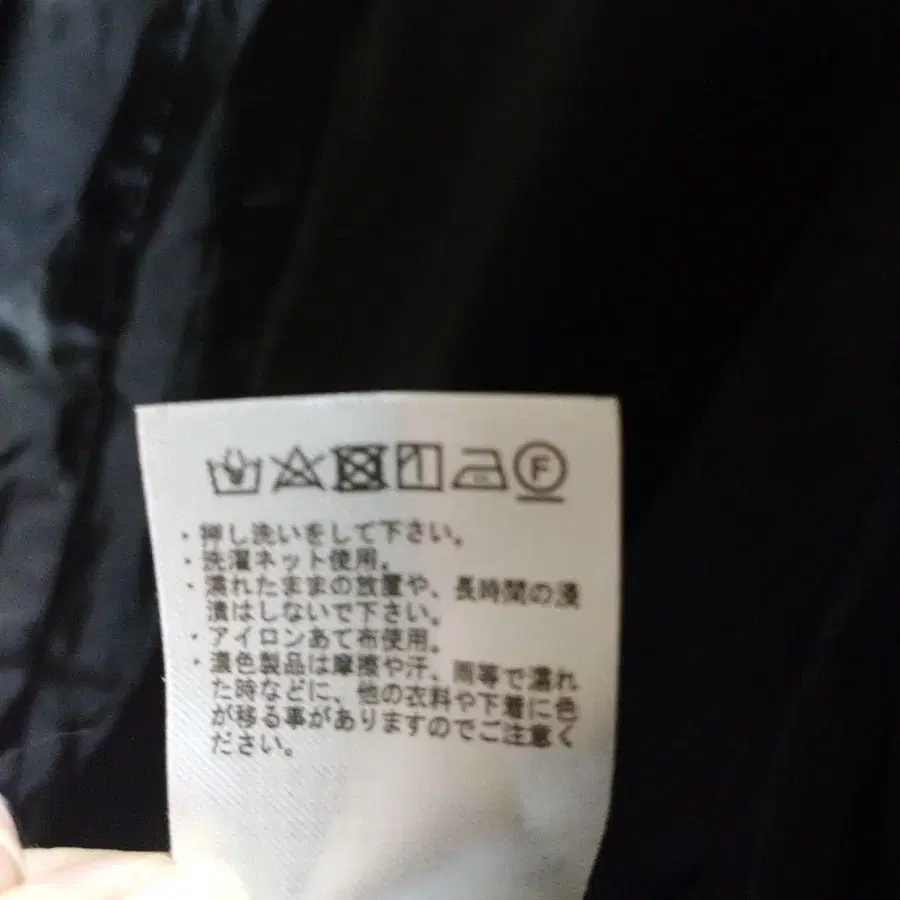 F
・押し洗いをして下さい。
・洗濯ネット使用。
・濡れたままの放置や、長時間の浸
漬はしないで下さい。
・アイロンあて布使用。
・濃色製品は摩擦や汗、雨等で濡れ
た時などに、他の衣料や下着に色
が移る事がありますのでご注意く
ださい。